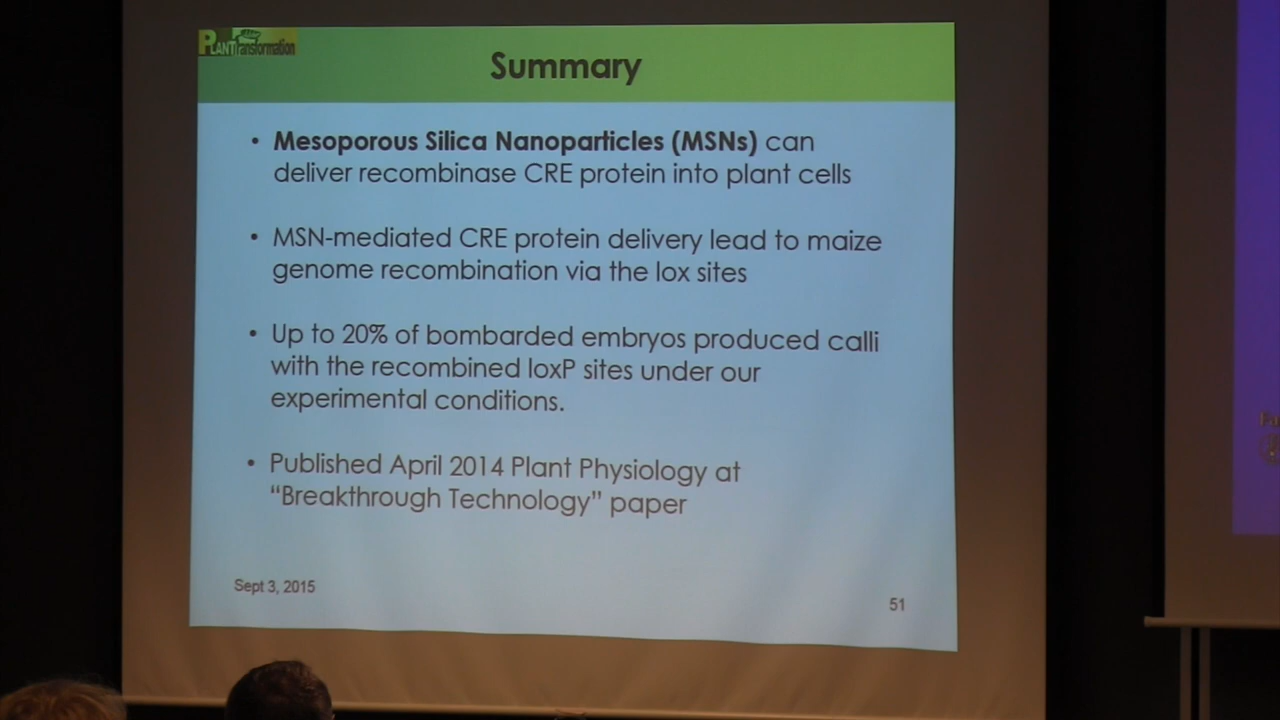 PLANTTransformation
Summary
• Mesoporous Silica Nanoparticles (MSNs) can
deliver recombinase CRE protein into plant cells
• MSN-mediated CRE protein delivery lead to maize
genome recombination via the lox sites
• Up to 20% of bombarded embryos produced calli
with the recombined loxP sites under our
experimental conditions.
• Published April 2014 Plant Physiology at
“Breakthrough Technology” paper
Sept 3, 2015
51